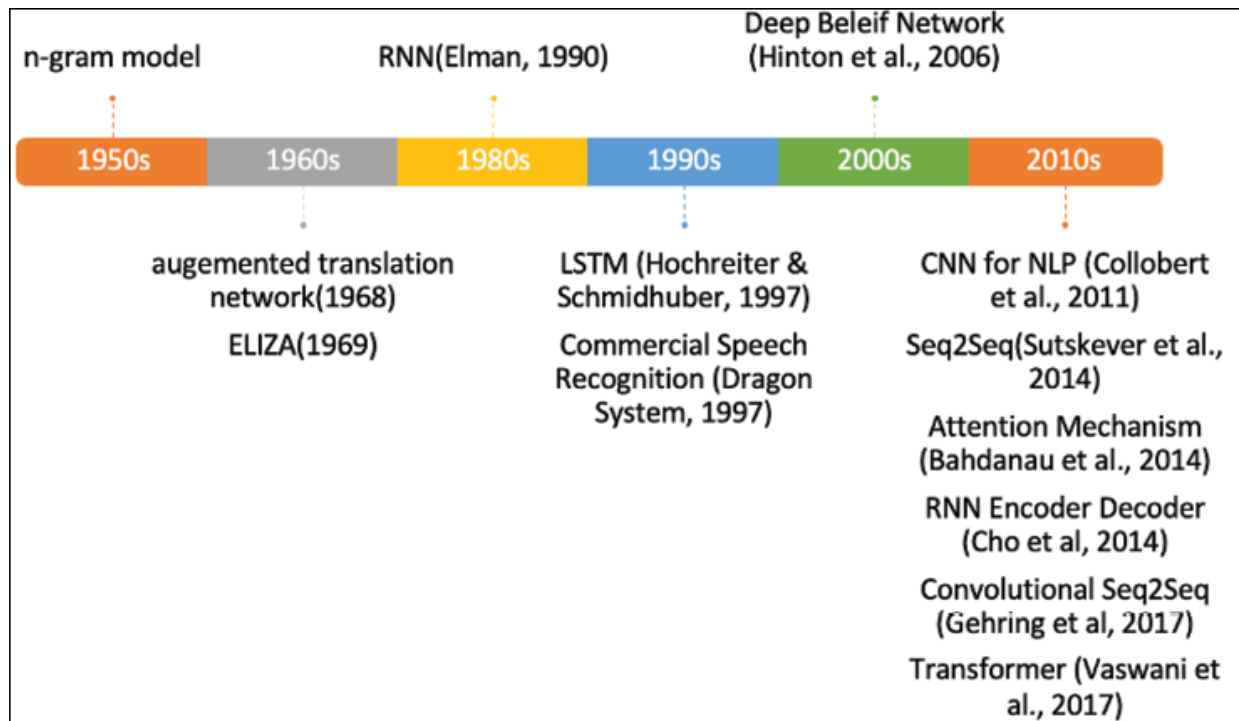 Deep Beleif Network
(Hinton et al., 2006)
n-gram model
RNN(Elman, 1990)
1950s
1960s
1980s
1990s
2000s
2010s
augemented translation
network(1968)
ELIZA(1969)
LSTM (Hochreiter &
Schmidhuber, 1997)
Commercial Speech
Recognition (Dragon
System, 1997)
CNN for NLP (Collobert
et al., 2011)
Seq2Seq(Sutskever et al.,
2014)
Attention Mechanism
(Bahdanau et al., 2014)
RNN Encoder Decoder
(Cho et al, 2014)
Convolutional Seq2Seq
(Gehring et al, 2017)
Transformer (Vaswani et
al., 2017)